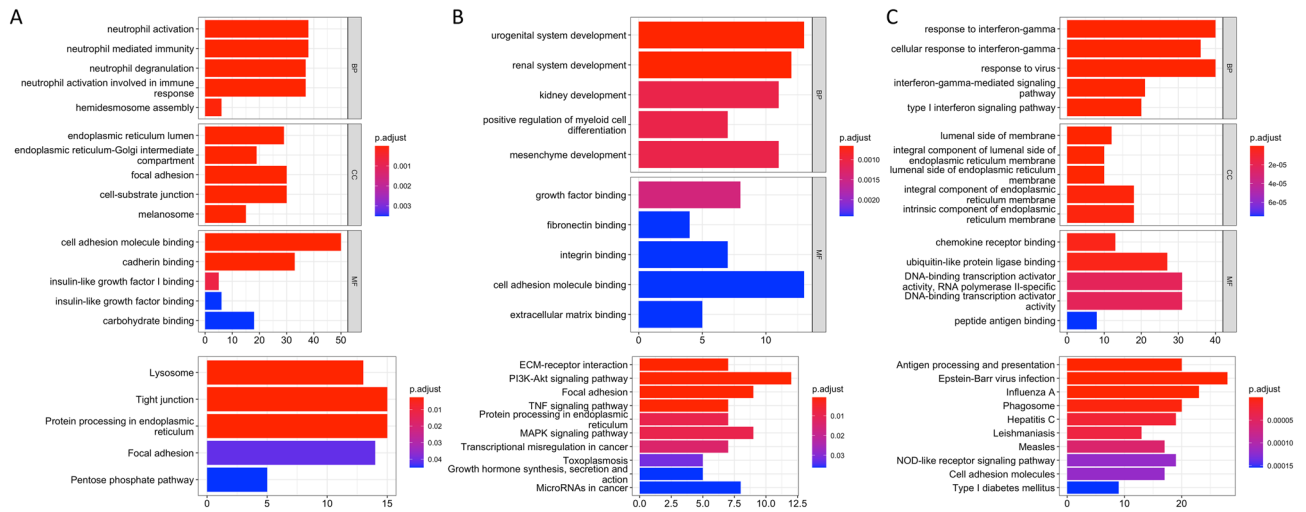 A
neutrophil activation
neutrophil mediated immunity
neutrophil degranulation
neutrophil activation involved in immune
response
hemidesmosome assembly
BP
endoplasmic reticulum lumen
endoplasmic reticulum-Golgi intermediate
compartment
focal adhesion
cell-substrate junction
melanosome
CC
cell adhesion molecule binding
cadherin binding
insulin-like growth factor I binding
insulin-like growth factor binding
carbohydrate binding
MF
0 10 20 30 40 50
p.adjust
0.001
0.002
0.003
Lysosome
Tight junction
Protein processing in endoplasmic
reticulum
Focal adhesion
Pentose phosphate pathway
0 5 10 15
p.adjust
0.01
0.02
0.03
0.04
B
urogenital system development
renal system development
kidney development
positive regulation of myeloid cell
differentiation
mesenchyme development
BP
growth factor binding
fibronectin binding
integrin binding
cell adhesion molecule binding
extracellular matrix binding
MF
0 5 10
p.adjust
0.0010
0.0015
0.0020
ECM-receptor interaction
PI3K-Akt signaling pathway
Focal adhesion
TNF signaling pathway
Protein processing in endoplasmic
reticulum
MAPK signaling pathway
Transcriptional misregulation in cancer
Toxoplasmosis
Growth hormone synthesis, secretion and
action
MicroRNAs in cancer
0.0 2.5 5.0 7.5 10.0 12.5
p.adjust
0.01
0.02
0.03
C
response to interferon-gamma
cellular response to interferon-gamma
response to virus
interferon-gamma-mediated signaling
pathway
type I interferon signaling pathway
BP
lumenal side of membrane
integral component of lumenal side of
endoplasmic reticulum membrane
lumenal side of endoplasmic reticulum
membrane
integral component of endoplasmic
reticulum membrane
intrinsic component of endoplasmic
reticulum membrane
CC
chemokine receptor binding
ubiquitin-like protein ligase binding
DNA-binding transcription activator
activity, RNA polymerase II-specific
DNA-binding transcription activator
activity
peptide antigen binding
MF
0 10 20 30 40
p.adjust
2e-05
4e-05
6e-05
Antigen processing and presentation
Epstein-Barr virus infection
Influenza A
Phagosome
Hepatitis C
Leishmaniasis
Measles
NOD-like receptor signaling pathway
Cell adhesion molecules
Type I diabetes mellitus
0 10 20
p.adjust
0.00005
0.00010
0.00015